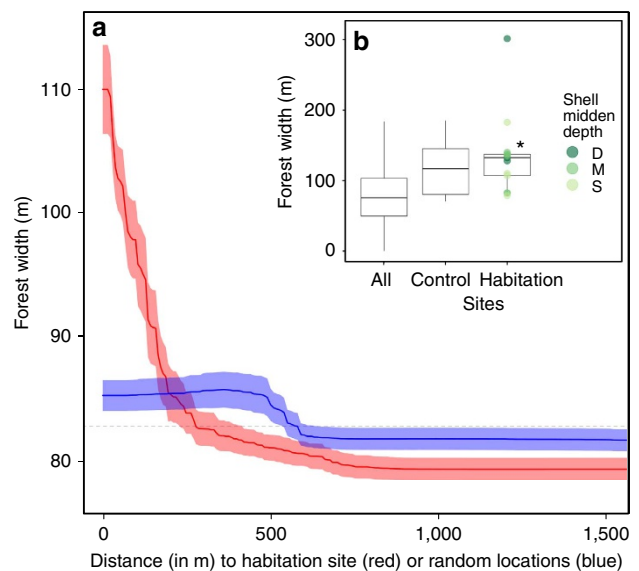 a
110
100
90
80
Forest width (m)
0
500
1,000
1,500
Distance (in m) to habitation site (red) or random locations (blue)
b
300
200
100
0
Forest width (m)
*
Shell
midden
depth
D
M
S
All Control Habitation
Sites